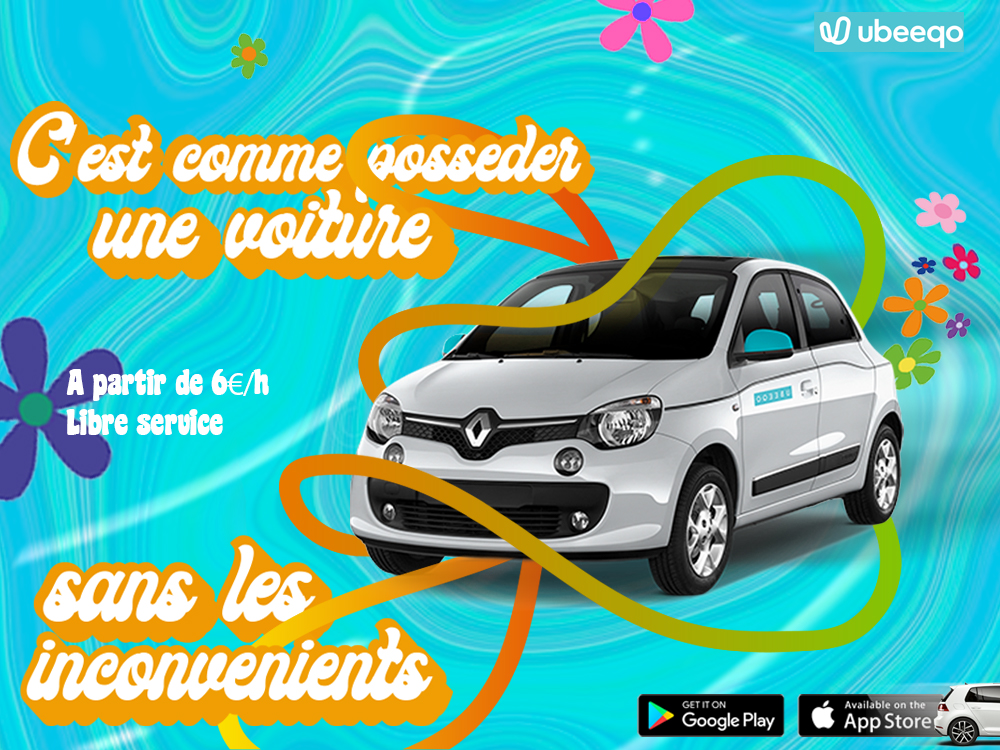 ubeeqo
C'est comme posseder
une voiture
A partir de 6€/h
Libre service
sans les
inconvenients
GET IT ON
Google Play
Available on the
App Store